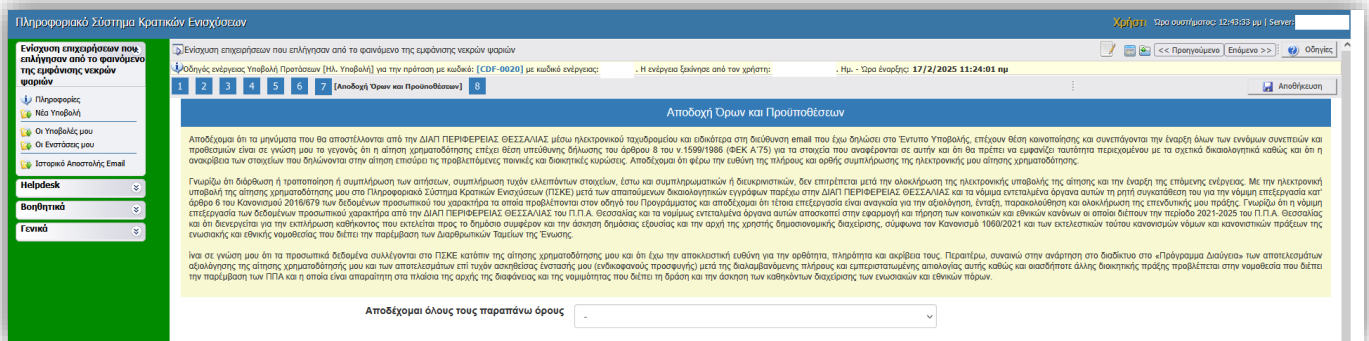 Πληροφοριακό Σύστημα Κρατικών Ενισχύσεων
Χρήστη Ώρα συστήματος: 12:43:33 μμ | Server:
Ενίσχυση επιχειρήσεων που
επλήγησαν από το φαινόμενο
της εμφάνισης νεκρών
ψαριών
Πληροφορίες
Νέα Υποβολή
Οι Υποβολές μου
Οι Ενστάσεις μου
Ιστορικό Αποστολής Email
Helpdesk
Βοηθητικά
Γενικά
Ενίσχυση επιχειρήσεων που επλήγησαν από το φαινόμενο της εμφάνισης νεκρών ψαριών
<< Προηγούμενο Επόμενο >> Οδηγίες
Οδηγός ενέργειας Υποβολή Προτάσεων [Ηλ. Υποβολή] για την πρόταση με κωδικό: [CDF-0020] με κωδικό ενέργειας: . Η ενέργεια ξεκίνησε από τον χρήστη: , Ημ. - Ώρα έναρξης: 17/2/2025 11:24:01 πμ
1 2 3 4 5 6 7 [Αποδοχή Όρων και Προϋποθέσεων] 8
Αποθήκευση
Αποδοχή Όρων και Προϋποθέσεων
Αποδέχομαι ότι τα μηνύματα που θα αποστέλλονται από την ΔΙΑΠ ΠΕΡΙΦΕΡΕΙΑΣ ΘΕΣΣΑΛΙΑΣ μέσω ηλεκτρονικού ταχυδρομείου και ειδικότερα στη διεύθυνση email που έχω δηλώσει στο Έντυπο Υποβολής, επέχουν θέση κοινοποίησης και συνεπάγονται την έναρξη όλων των εννόμων συνεπειών και
προθεσμιών είναι σε γνώση μου το γεγονός ότι η αίτηση χρηματοδότησης επέχει θέση υπεύθυνης δήλωσης του άρθρου 8 του ν.1599/1986 (ΦΕΚ Α'75) για τα στοιχεία που αναφέρονται σε αυτήν και ότι θα πρέπει να εμφανίζει ταυτότητα περιεχομένου με τα σχετικά δικαιολογητικά καθώς και ότι η
ανακρίβεια των στοιχείων που δηλώνονται στην αίτηση επισύρει τις προβλεπόμενες ποινικές και διοικητικές κυρώσεις. Αποδέχομαι ότι φέρω την ευθύνη της πλήρους και ορθής συμπλήρωσης της ηλεκτρονικής μου αίτησης χρηματοδότησης.
Γνωρίζω ότι διόρθωση ή τροποποίηση ή συμπλήρωση των αιτήσεων, συμπλήρωση τυχόν ελλειπόντων στοιχείων, έστω και συμπληρωματικών ή διευκρινιστικών, δεν επιτρέπεται μετά την ολοκλήρωση της ηλεκτρονικής υποβολής της αίτησης και την έναρξη της επόμενης ενέργειας. Με την ηλεκτρονική
υποβολή της αίτησης χρηματοδότησης μου στο Πληροφοριακό Σύστημα Κρατικών Ενισχύσεων (ΠΣΚΕ) μετά των απαιτούμενων δικαιολογητικών εγγράφων παρέχω στην ΔΙΑΠ ΠΕΡΙΦΕΡΕΙΑΣ ΘΕΣΣΑΛΙΑΣ και τα νόμιμα εντεταλμένα όργανα αυτών τη ρητή συγκατάθεση του για την νόμιμη επεξεργασία κατ'
άρθρο 6 του Κανονισμού 2016/679 των δεδομένων προσωπικού του χαρακτήρα τα οποία προβλέπονται στον οδηγό του Προγράμματος και αποδέχομαι ότι τέτοια επεξεργασία είναι αναγκαία για την αξιολόγηση, ένταξη, παρακολούθηση και ολοκλήρωση της επενδυτικής μου πράξης. Γνωρίζω ότι η νόμιμη
επεξεργασία των δεδομένων προσωπικού χαρακτήρα από την ΔΙΑΠ ΠΕΡΙΦΕΡΕΙΑΣ ΘΕΣΣΑΛΙΑΣ του Π.Π.Α. Θεσσαλίας και τα νομίμως εντεταλμένα όργανα αυτών αποσκοπεί στην εφαρμογή και τήρηση των κοινοτικών και εθνικών κανόνων οι οποίοι διέπουν την περίοδο 2021-2025 του Π.Π.Α. Θεσσαλίας
και ότι διενεργείται για την εκπλήρωση καθήκοντος που εκτελείται προς το δημόσιο συμφέρον και την άσκηση δημόσιας εξουσίας και την αρχή της χρηστής δημοσιονομικής διαχείρισης, σύμφωνα τον Κανονισμό 1060/2021 και των εκτελεστικών τούτου κανονισμών νόμων και κανονιστικών πράξεων της
ενωσιακής και εθνικής νομοθεσίας που διέπει την παρέμβαση των Διαρθρωτικών Ταμείων της Ένωσης.
ίναι σε γνώση μου ότι τα προσωπικά δεδομένα συλλέγονται στο ΠΣΚΕ κατόπιν της αίτησης χρηματοδότησης μου και ότι έχω την αποκλειστική ευθύνη για την ορθότητα, πληρότητα και ακρίβεια τους. Περαιτέρω, συναινώ στην ανάρτηση στο διαδίκτυο στο «Πρόγραμμα Διαύγεια» των αποτελεσμάτων
αξιολόγησης της αίτησης χρηματοδότησής μου και των αποτελεσμάτων επί τυχόν ασκηθείσας ένστασής μου (ενδικοφανούς προσφυγής) μετά της διαλαμβανόμενης πλήρους και εμπεριστατωμένης αιτιολογίας αυτής καθώς και οιασδήποτε άλλης διοικητικής πράξης προβλέπεται στην νομοθεσία που διέπει
την παρέμβαση των ΠΠΑ και η οποία είναι απαραίτητη στα πλαίσια της αρχής της διαφάνειας και της νομιμότητας που διέπει τη δράση και την άσκηση των καθηκόντων διαχείρισης των ενωσιακών και εθνικών πόρων.
Αποδέχομαι όλους τους παραπάνω όρους -